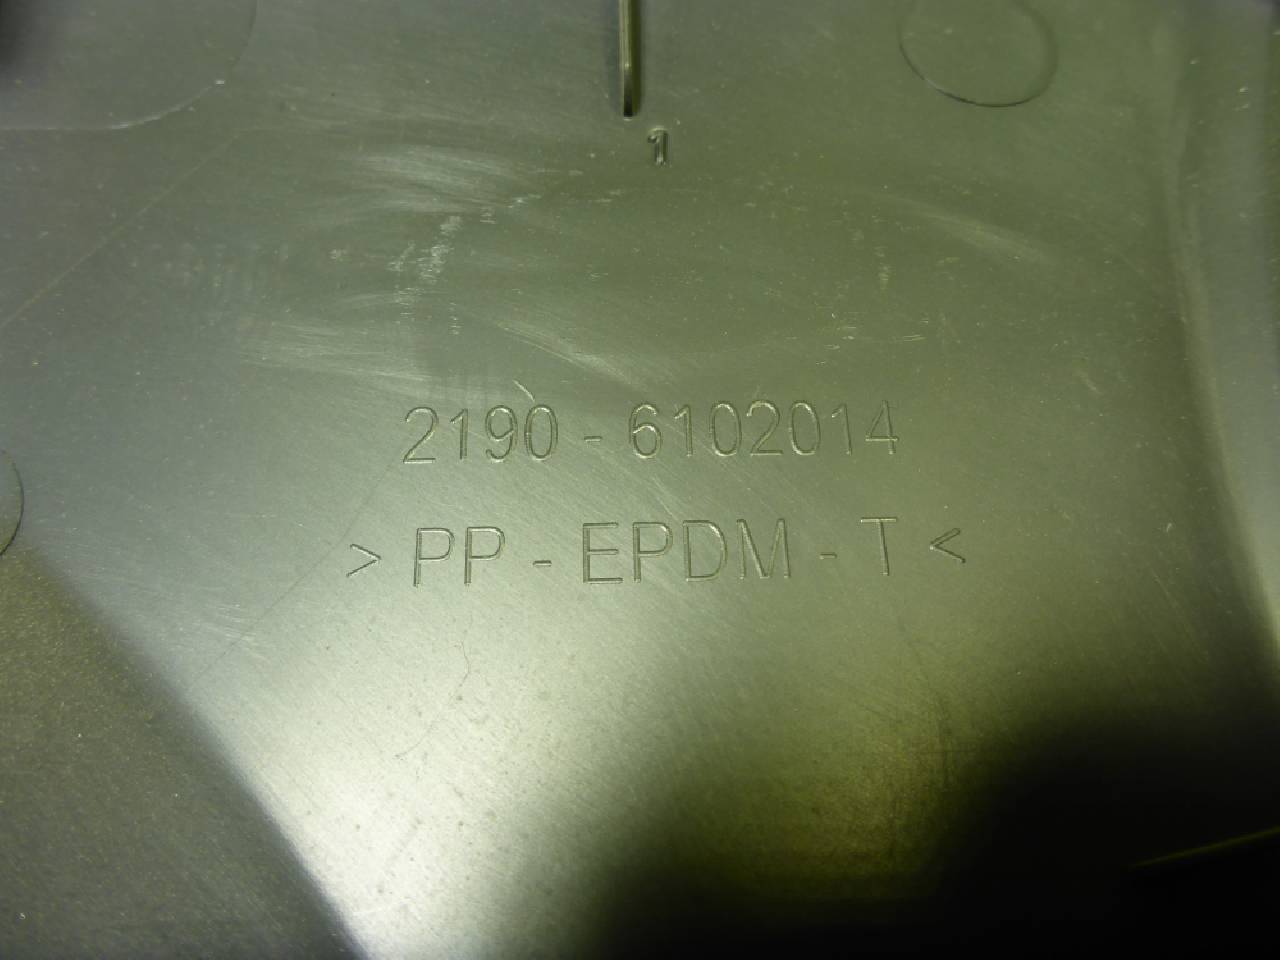 1
2190 - 6102014
> PP - EPDM - T <